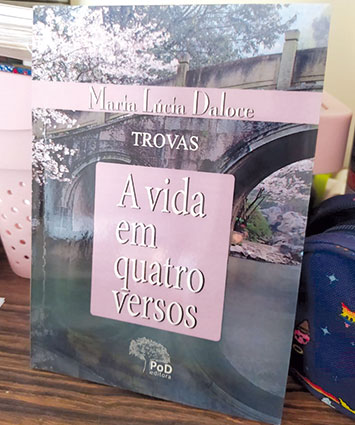 Maria Lúcia Daloce
TROVAS
A vida
em
quatro
versos
PoD
editora